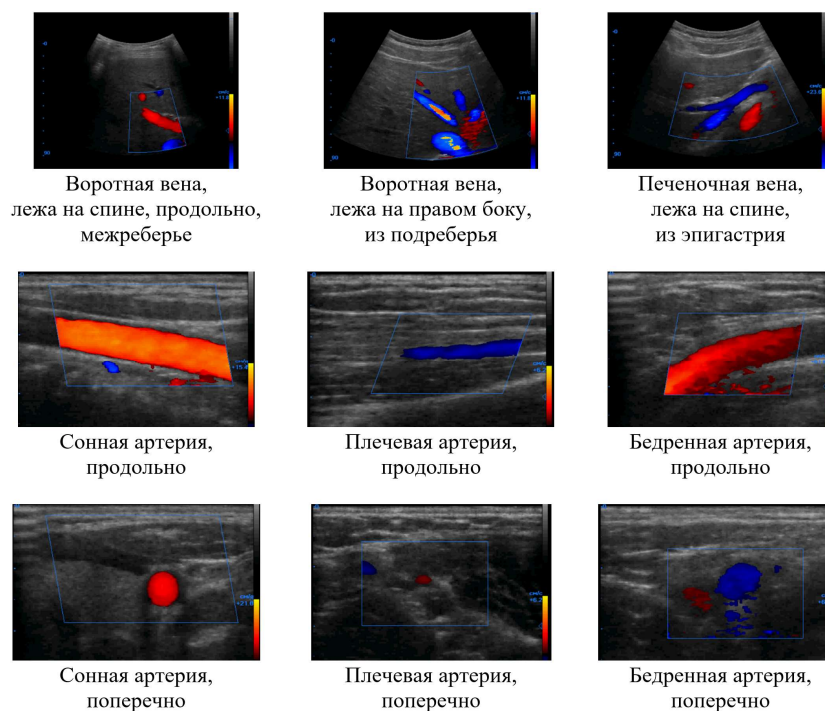 Воротная вена,
лежа на спине, продольно,
межреберье
Воротная вена,
лежа на правом боку,
из подреберья
Печеночная вена,
лежа на спине,
из эпигастрия
Сонная артерия,
продольно
Плечевая артерия,
продольно
Бедренная артерия,
продольно
Сонная артерия,
поперечно
Плечевая артерия,
поперечно
Бедренная артерия,
поперечно